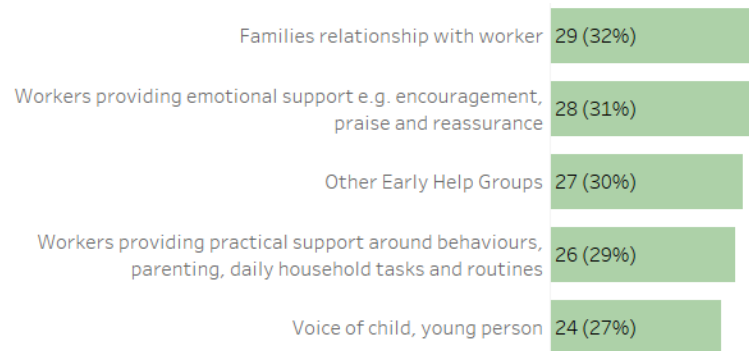 Families relationship with worker 29 (32%)
Workers providing emotional support e.g. encouragement,
praise and reassurance 28 (31%)
Other Early Help Groups 27 (30%)
Workers providing practical support around behaviours,
parenting, daily household tasks and routines 26 (29%)
Voice of child, young person 24 (27%)